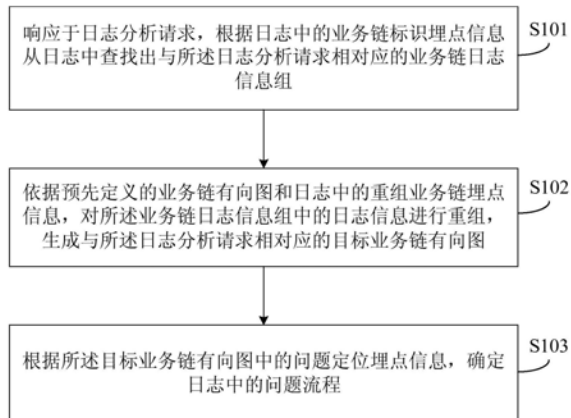 响应于日志分析请求，根据日志中的业务链标识埋点信息
从日志中查找出与所述日志分析请求相对应的业务链日志
信息组
S101
依据预先定义的业务链有向图和日志中的重组业务链埋点
信息，对所述业务链日志信息组中的日志信息进行重组，
生成与所述日志分析请求相对应的目标业务链有向图
S102
根据所述目标业务链有向图中的问题定位埋点信息，确定
日志中的问题流程
S103